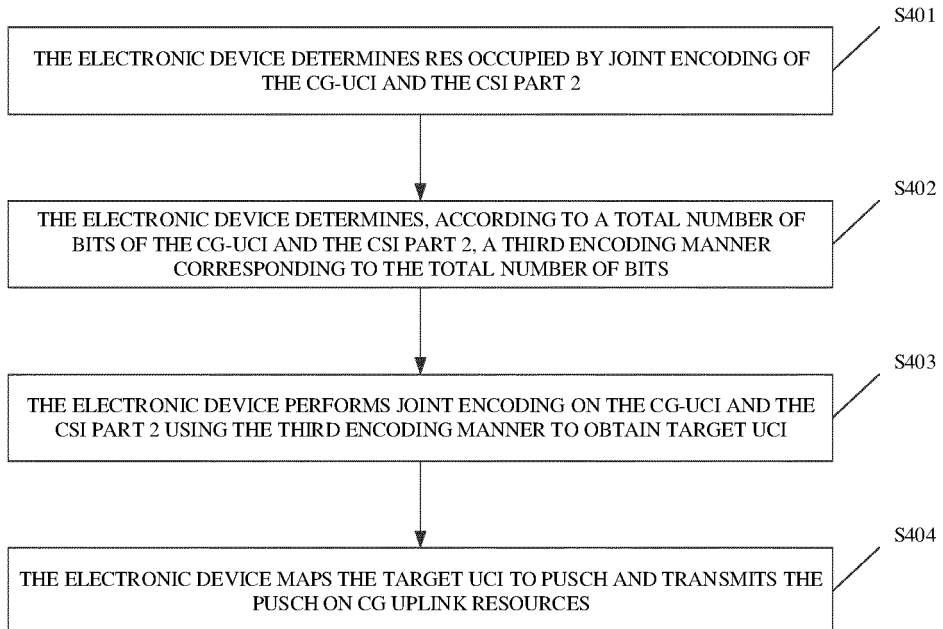 S401
THE ELECTRONIC DEVICE DETERMINES RES OCCUPIED BY JOINT ENCODING OF
THE CG-UCI AND THE CSI PART 2
S402
THE ELECTRONIC DEVICE DETERMINES, ACCORDING TO A TOTAL NUMBER OF
BITS OF THE CG-UCI AND THE CSI PART 2, A THIRD ENCODING MANNER
CORRESPONDING TO THE TOTAL NUMBER OF BITS
S403
THE ELECTRONIC DEVICE PERFORMS JOINT ENCODING ON THE CG-UCI AND THE
CSI PART 2 USING THE THIRD ENCODING MANNER TO OBTAIN TARGET UCI
S404
THE ELECTRONIC DEVICE MAPS THE TARGET UCI TO PUSCH AND TRANSMITS THE
PUSCH ON CG UPLINK RESOURCES